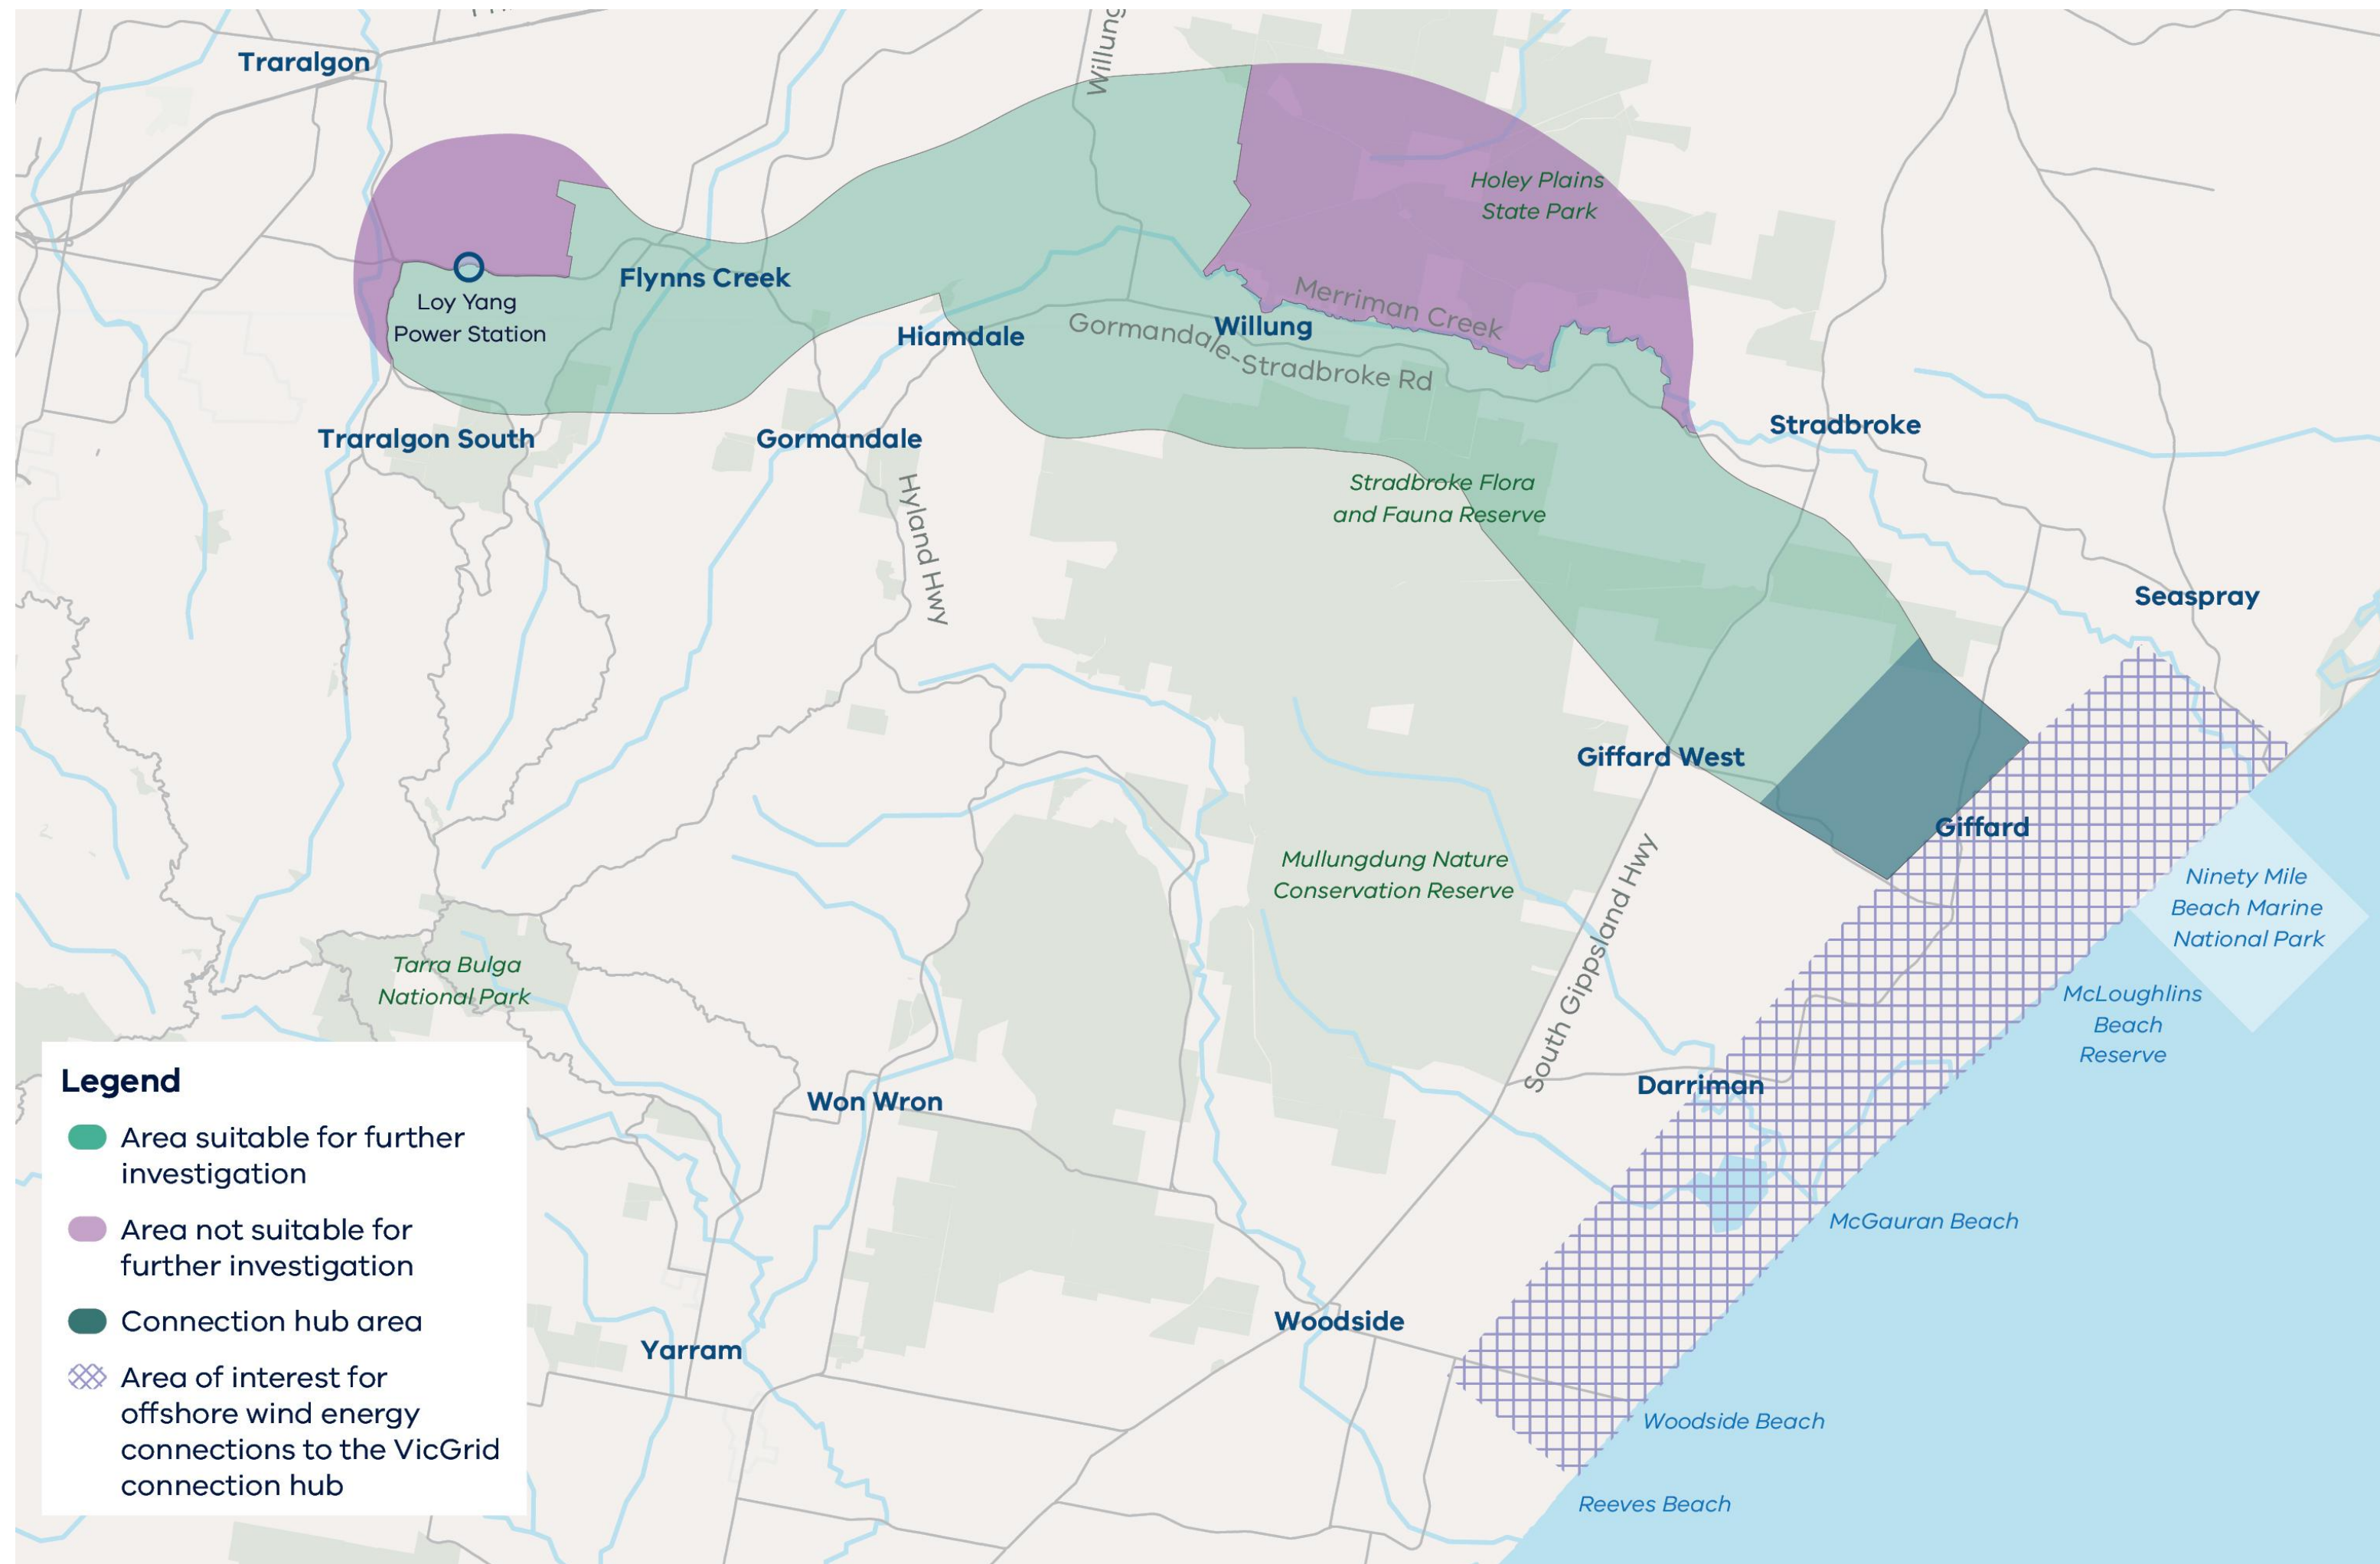 Traralgon
Willung
Holey Plains
State Park
Flynns Creek
Loy Yang
Power Station
Merriman Creek
Hiamdale
Willung
Gormandale-Stradbroke Rd
Traralgon South
Gormandale
Stradbroke
Hyland Hwy
Stradbroke Flora
and Fauna Reserve
Seaspray
Giffard West
Giffard
Mullungdung Nature
Conservation Reserve
South Gippsland Hwy
Ninety Mile
Beach Marine
National Park
Tarra Bulga
National Park
McLoughlins
Beach
Reserve
Won Wron
Darriman
McGauran Beach
Woodside
Yarram
Woodside Beach
Reeves Beach
Legend
Area suitable for further
investigation
Area not suitable for
further investigation
Connection hub area
Area of interest for
offshore wind energy
connections to the VicGrid
connection hub